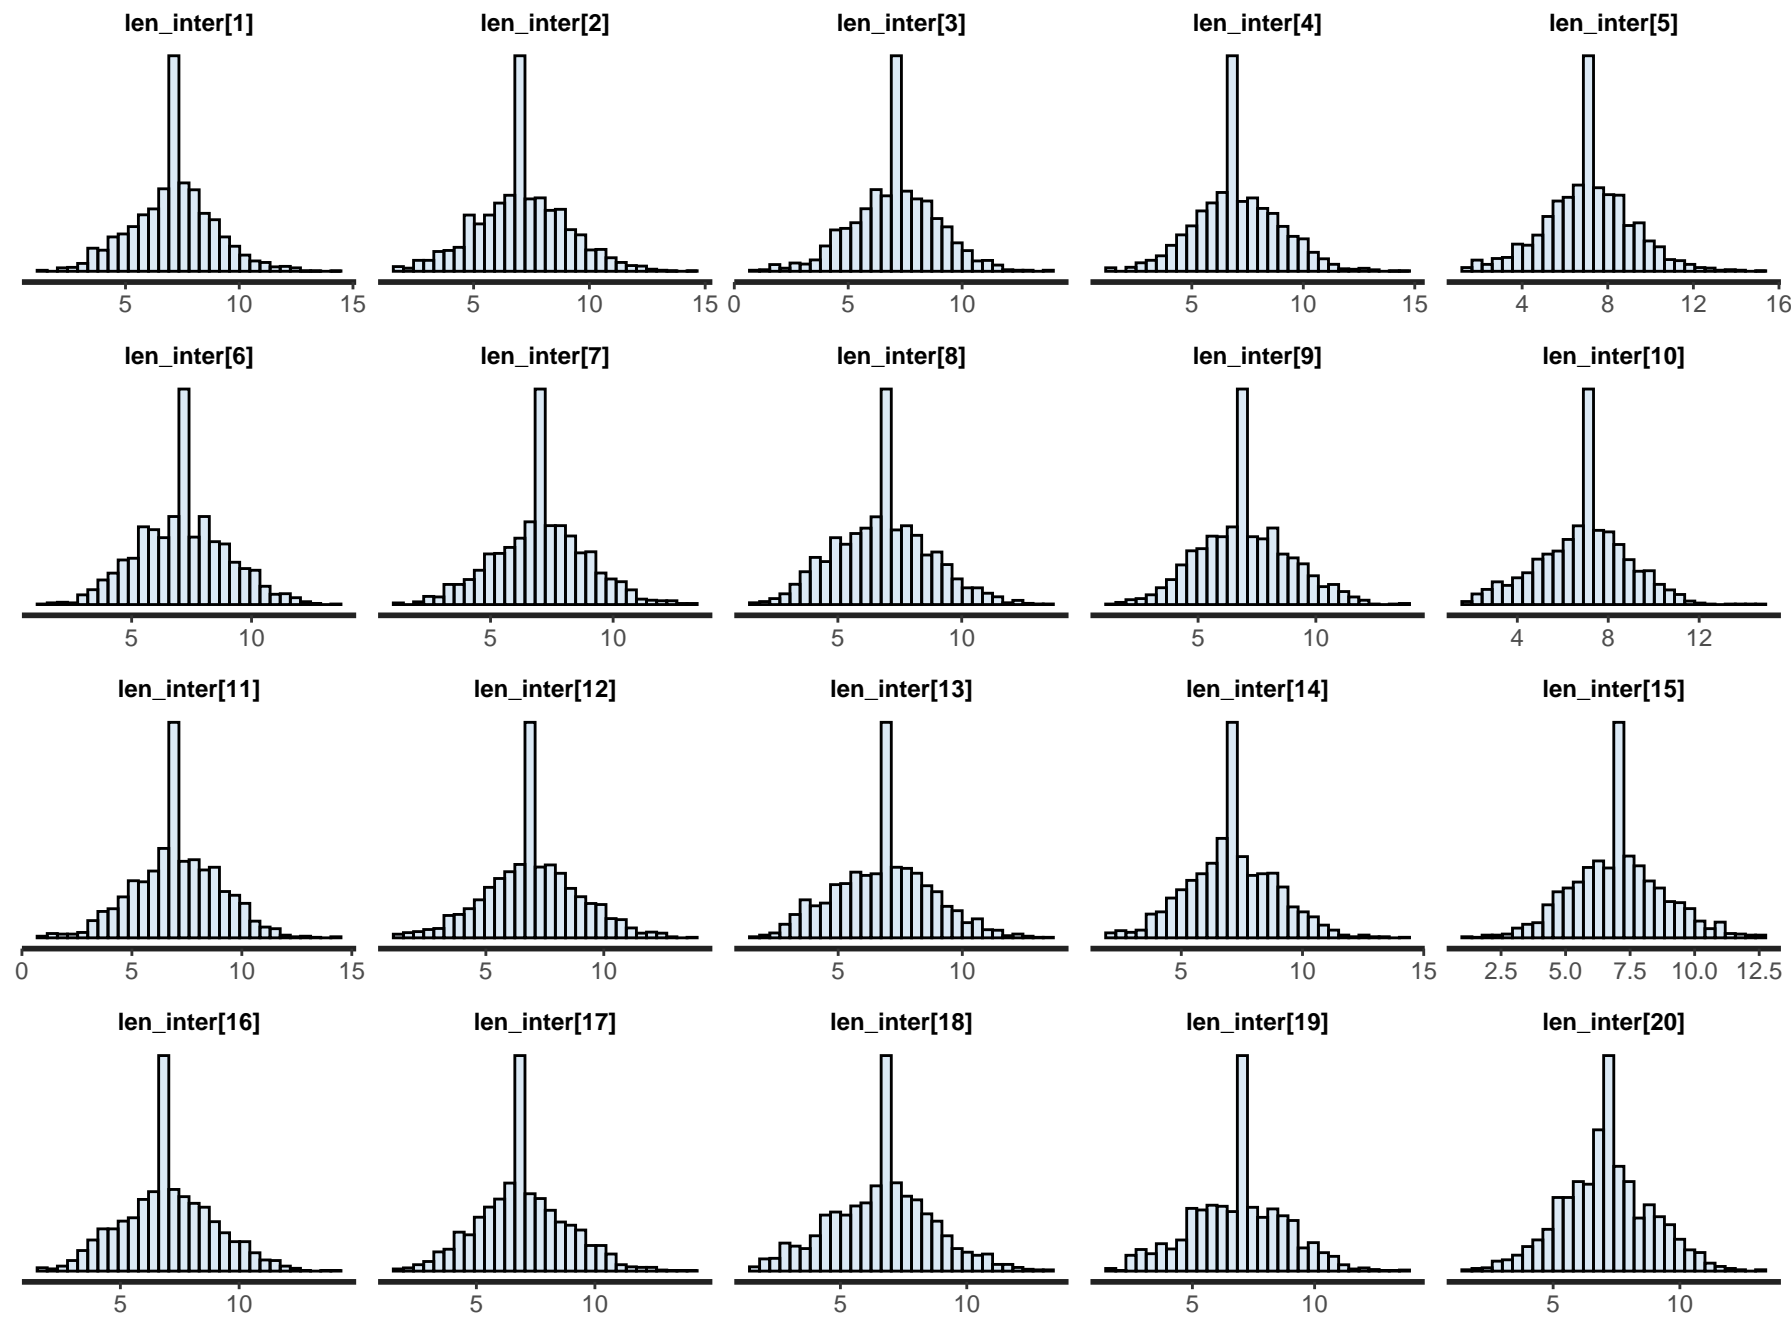 len_inter[1] len_inter[2] len_inter[3] len_inter[4] len_inter[5]
5 10 15 5 10 15 0 5 10 5 10 15 4 8 12 16
len_inter[6] len_inter[7] len_inter[8] len_inter[9] len_inter[10]
5 10 5 10 5 10 5 10 4 8 12
len_inter[11] len_inter[12] len_inter[13] len_inter[14] len_inter[15]
0 5 10 15 5 10 5 10 5 10 15 2.5 5.0 7.5 10.0 12.5
len_inter[16] len_inter[17] len_inter[18] len_inter[19] len_inter[20]
5 10 5 10 5 10 5 10 5 10